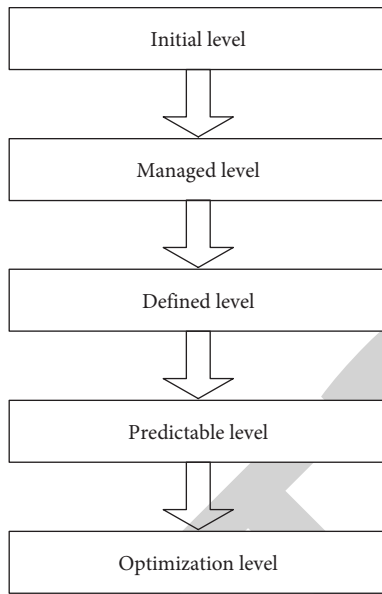 Initial level
Managed level
Defined level
Predictable level
Optimization level